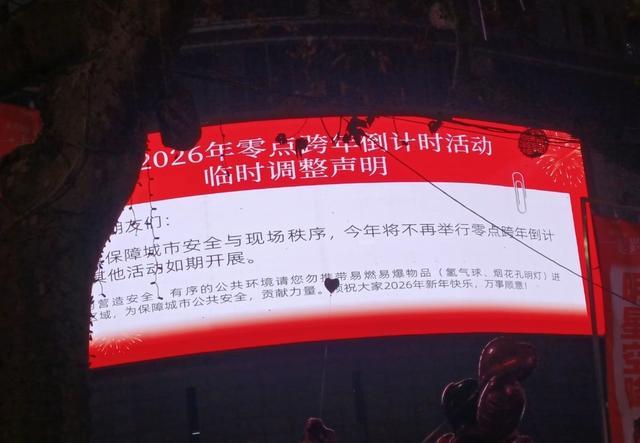 2026年零点跨年倒计时活动
临时调整声明
朋友们：
保障城市安全与现场秩序，今年将不再举行零点跨年倒计
其他活动如期开展。
营造安全、有序的公共环境请您勿携带易燃易爆物品（氢气球、烟花孔明灯）进
区域，为保障城市公共安全，贡献力量。预祝大家2026年新年快乐，万事顺意！